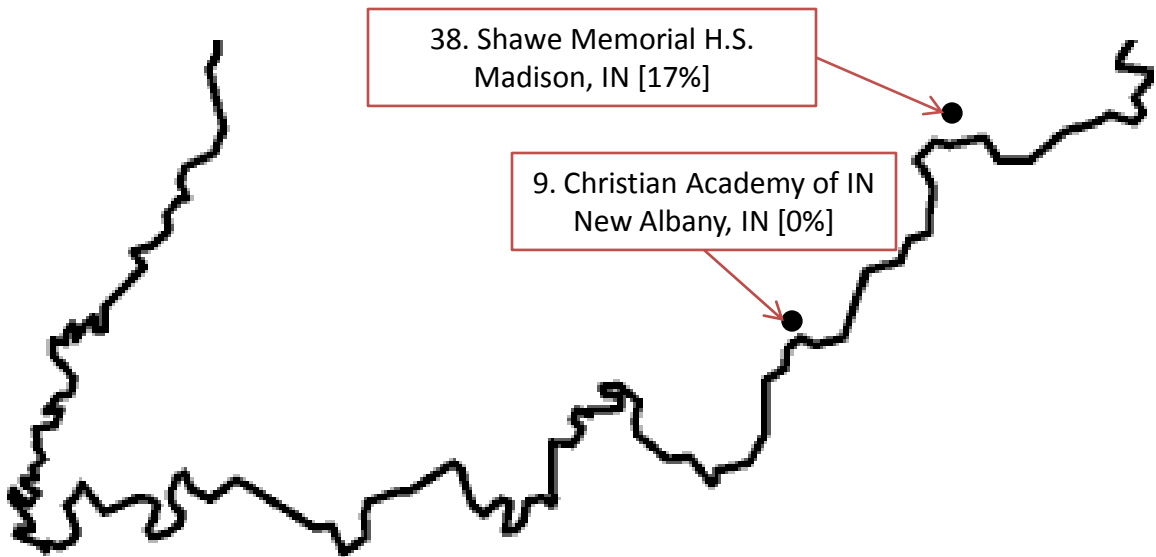 38. Shawe Memorial H.S.
Madison, IN [17%]
9. Christian Academy of IN
New Albany, IN [0%]